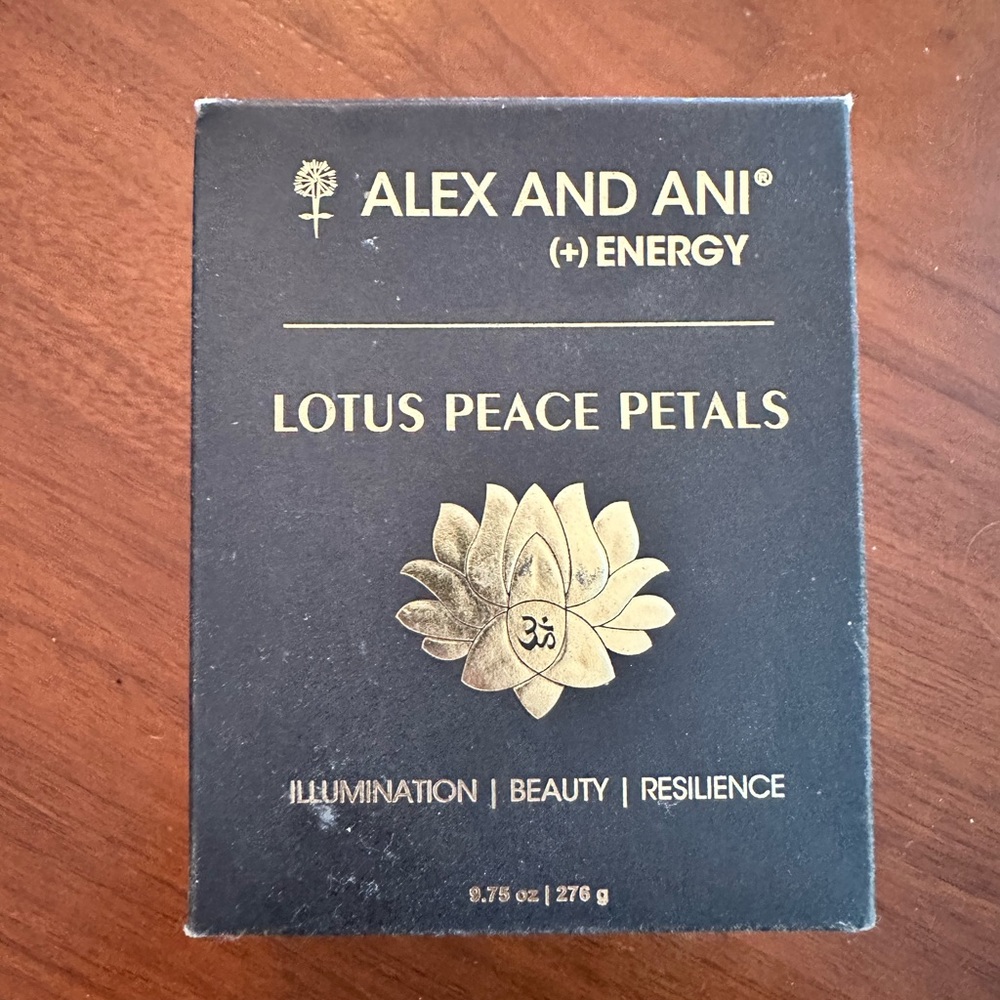 ALEX AND ANI®
(+) ENERGY
LOTUS PEACE PETALS
ॐ
ILLUMINATION | BEAUTY | RESILIENCE
9.75 oz | 276 g